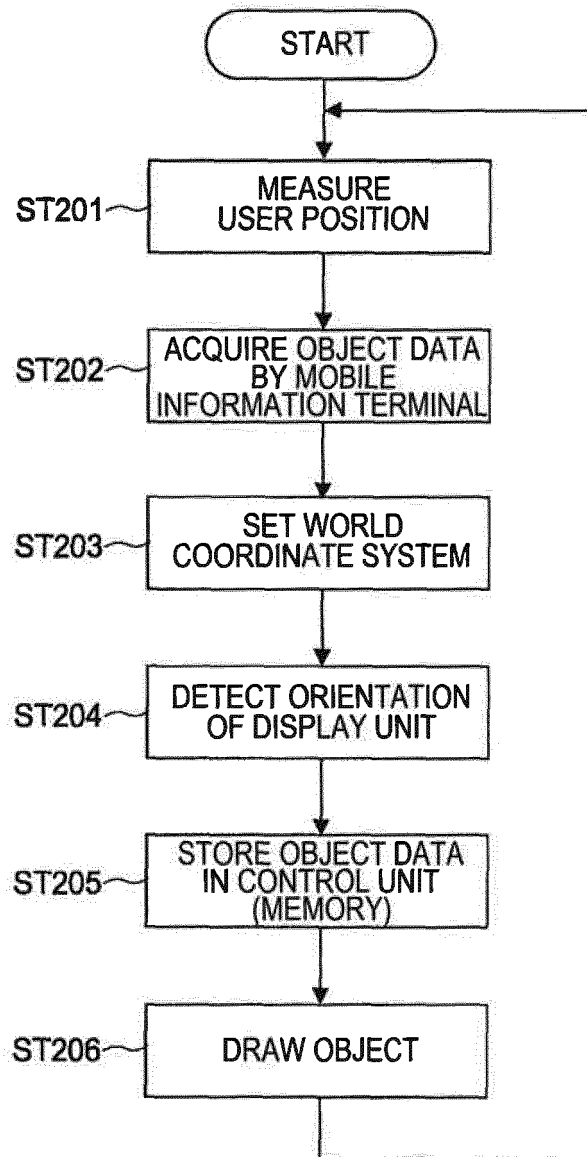 START
ST201
MEASURE
USER POSITION
ST202
ACQUIRE OBJECT DATA
BY MOBILE
INFORMATION TERMINAL
ST203
SET WORLD
COORDINATE SYSTEM
ST204
DETECT ORIENTATION
OF DISPLAY UNIT
ST205
STORE OBJECT DATA
IN CONTROL UNIT
(MEMORY)
ST206
DRAW OBJECT